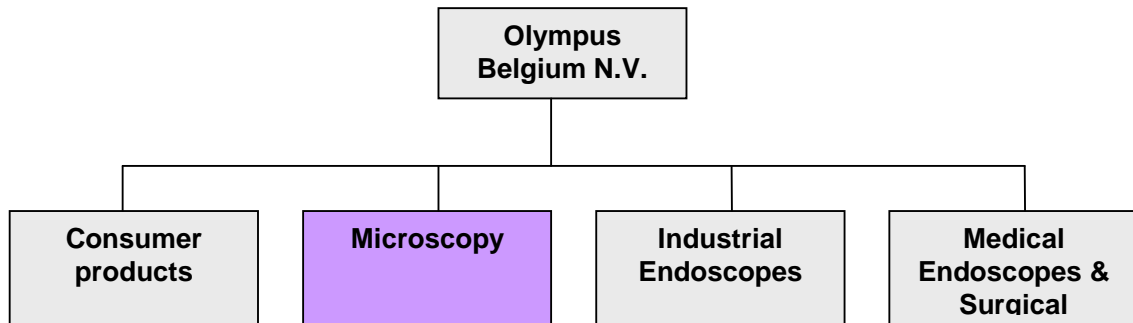 Olympus
Belgium N.V.
Consumer
products
Microscopy
Industrial
Endoscopes
Medical
Endoscopes &
Surgical